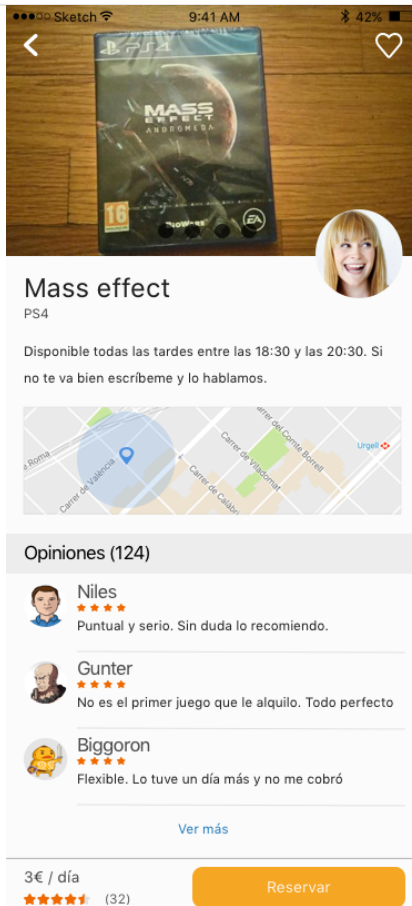 Sketch 9:41 AM 42%
PS4
MASS
EFFECT
ANDROMEDA
16
BIOWARE EA
Mass effect
PS4
Disponible todas las tardes entre las 18:30 y las 20:30. Si
no te va bien escríbeme y lo hablamos.
Carrer del Comte Borrell
Urgell
a Roma
Carrer de València
Carrer de Viladomat
Carrer de Calàbri
Opiniones (124)
Niles
Puntual y serio. Sin duda lo recomiendo.
Gunter
No es el primer juego que le alquilo. Todo perfecto
Biggoron
Flexible. Lo tuve un día más y no me cobró
Ver más
3€ / día
(32)
Reservar